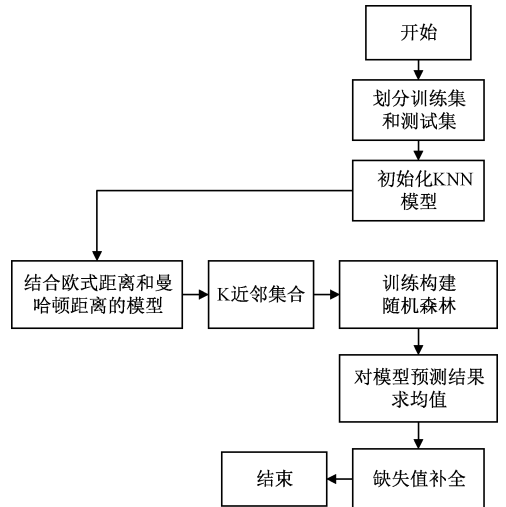 开始
划分训练集
和测试集
初始化KNN
模型
结合欧式距离和曼
哈顿距离的模型
K近邻集合
训练构建
随机森林
对模型预测结果
求均值
缺失值补全
结束